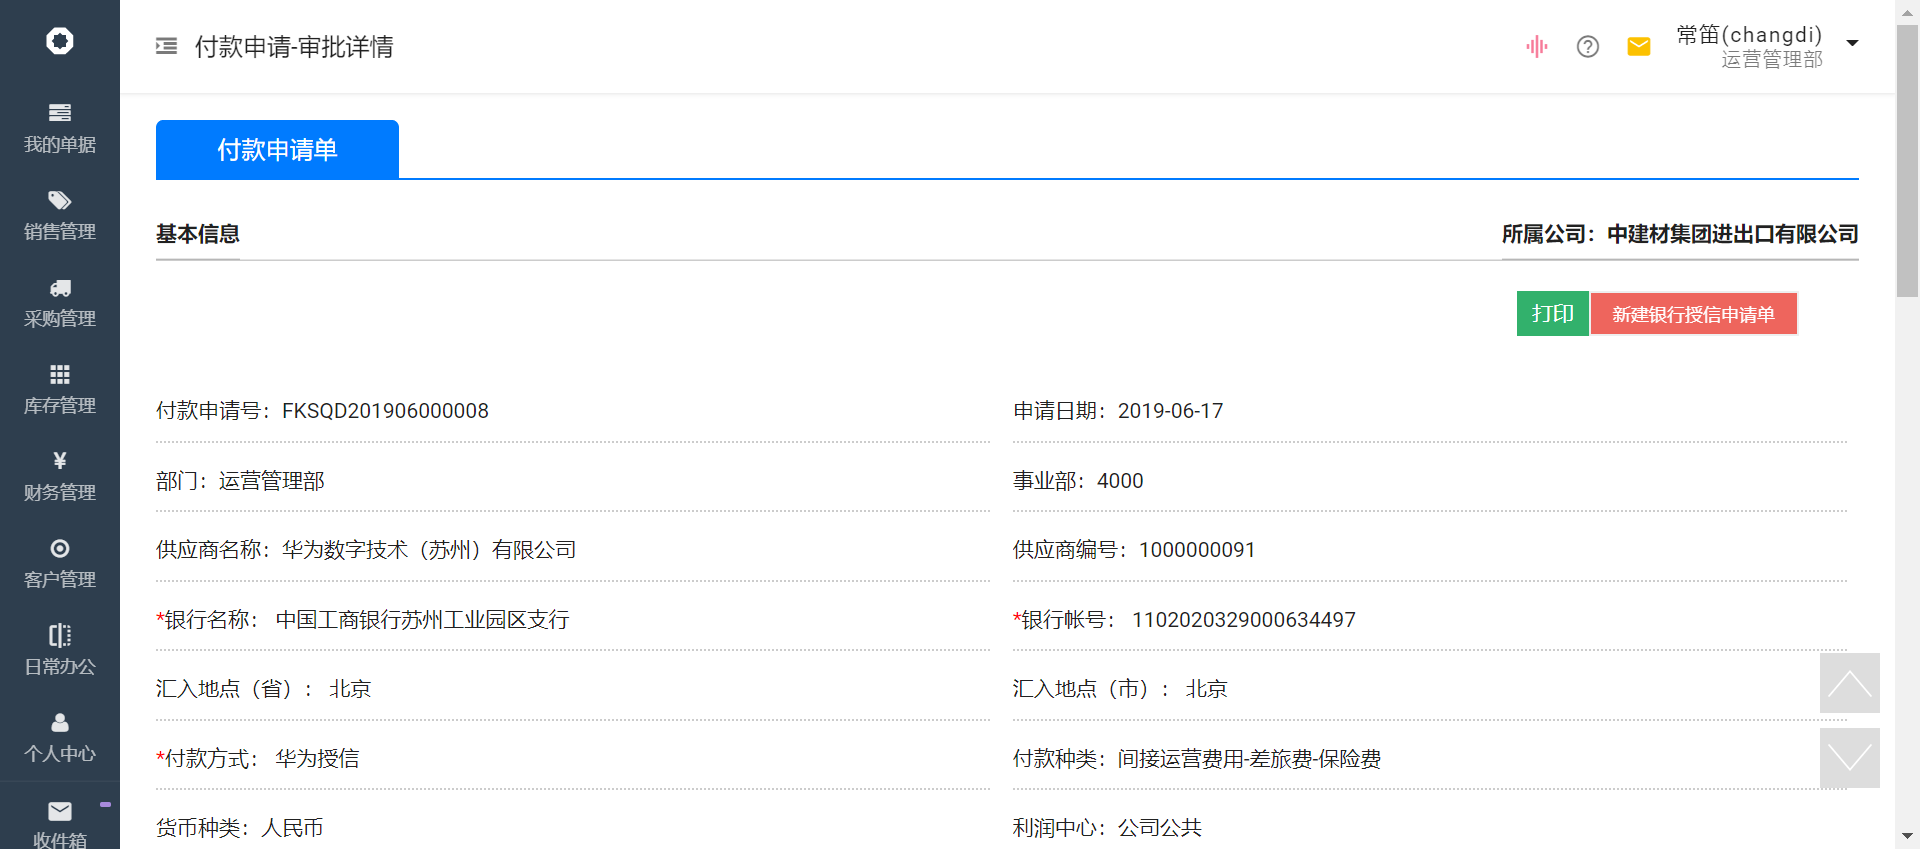 付款申请-审批详情
常笛(changdi)
运营管理部
我的单据
销售管理
采购管理
库存管理
¥
财务管理
客户管理
日常办公
个人中心
收件箱
付款申请单
基本信息
所属公司：中建材集团进出口有限公司
打印
新建银行授信申请单
付款申请号：FKSQD201906000008
申请日期：2019-06-17
部门：运营管理部
事业部：4000
供应商名称：华为数字技术（苏州）有限公司
供应商编号：1000000091
*银行名称： 中国工商银行苏州工业园区支行
*银行帐号： 1102020329000634497
汇入地点（省）： 北京
汇入地点（市）： 北京
*付款方式： 华为授信
付款种类：间接运营费用-差旅费-保险费
货币种类：人民币
利润中心：公司公共